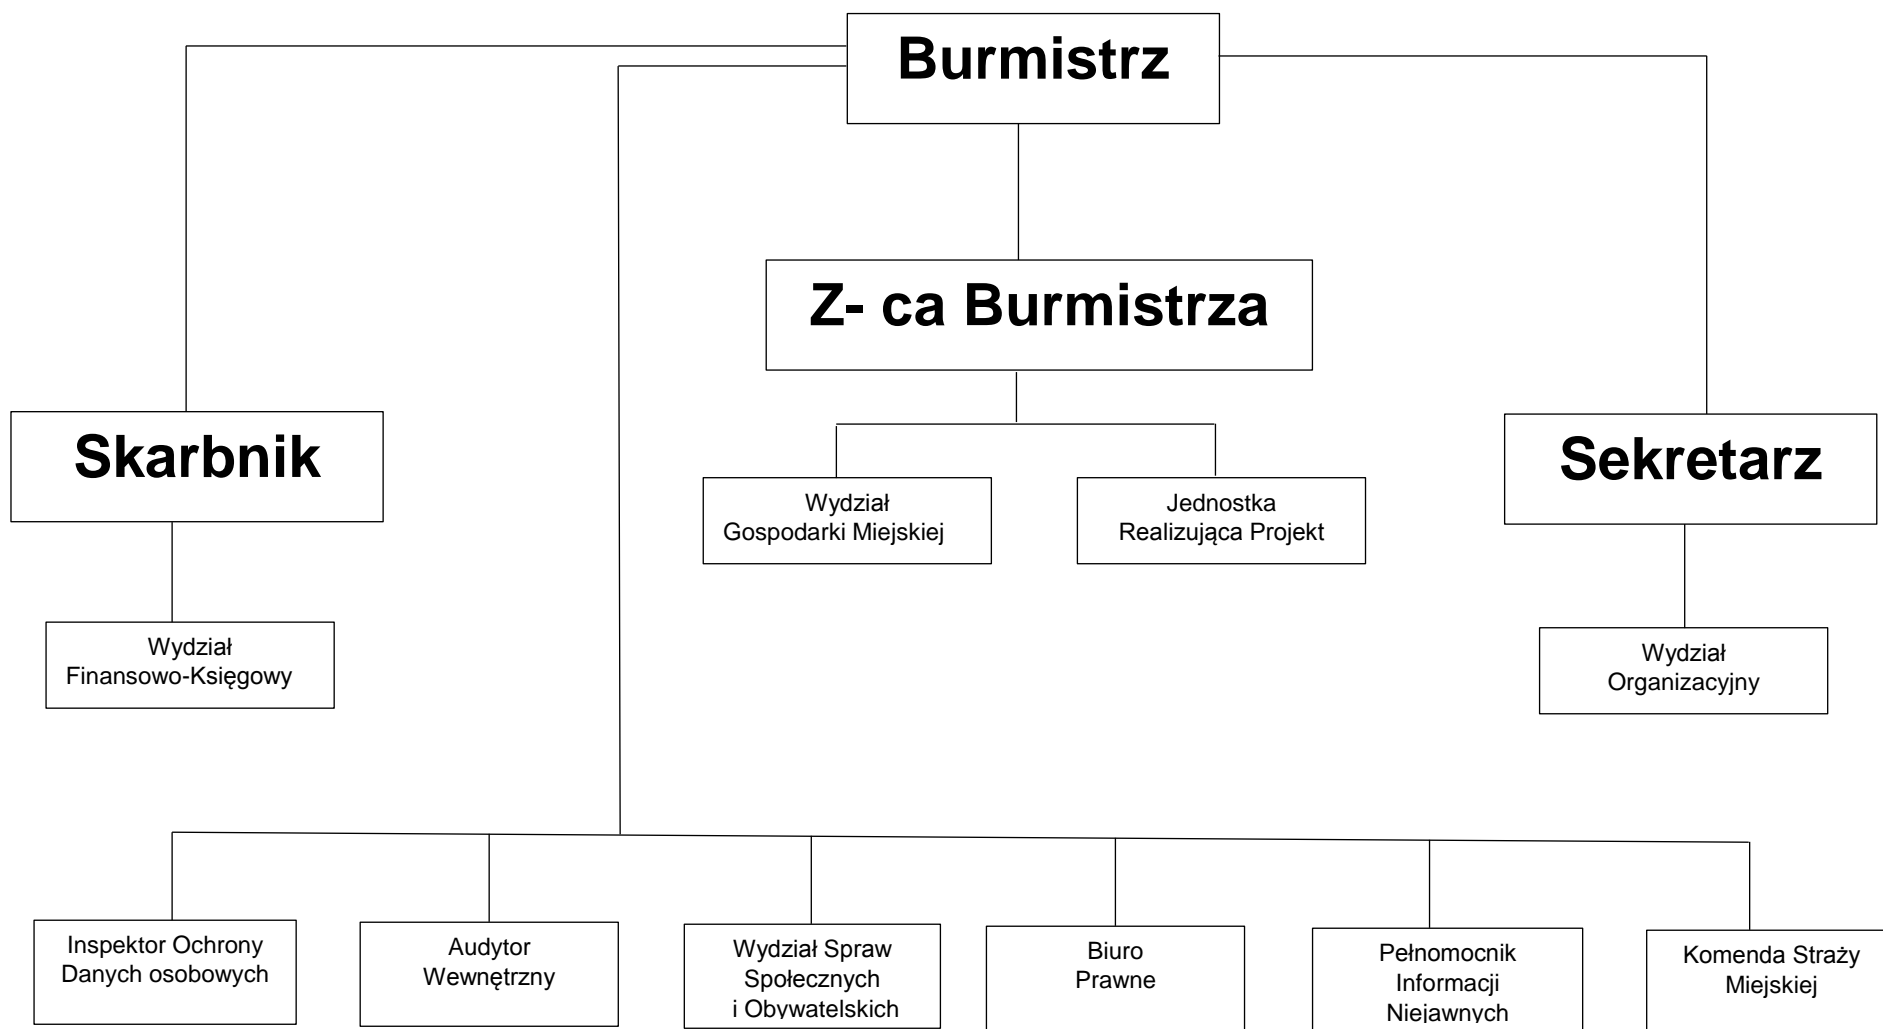 Burmistrz
Z- ca Burmistrza
Skarbnik
Sekretarz
Wydział
Gospodarki Miejskiej
Jednostka
Realizująca Projekt
Wydział
Finansowo-Księgowy
Wydział
Organizacyjny
Inspektor Ochrony
Danych osobowych
Audytor
Wewnętrzny
Wydział Spraw
Społecznych
i Obywatelskich
Biuro
Prawne
Pełnomocnik
Informacji
Niejawnych
Komenda Straży
Miejskiej